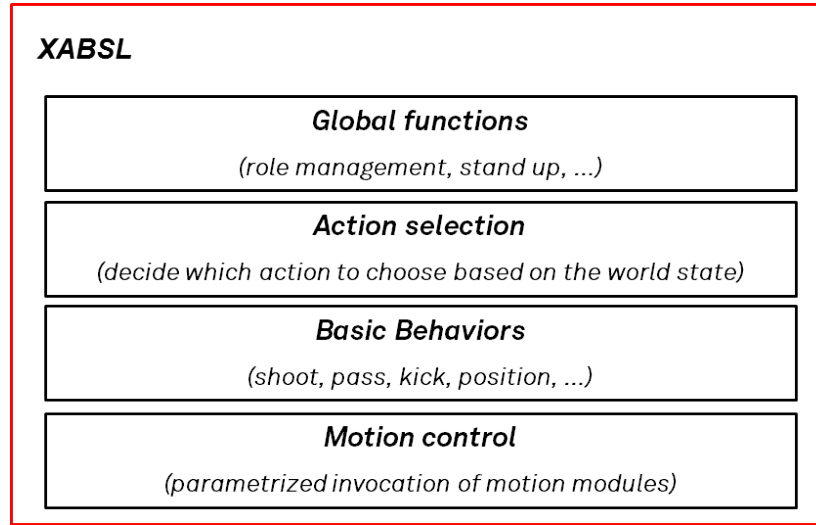 XABSL
Global functions
(role management, stand up, ...)
Action selection
(decide which action to choose based on the world state)
Basic Behaviors
(shoot, pass, kick, position, ...)
Motion control
(parametrized invocation of motion modules)